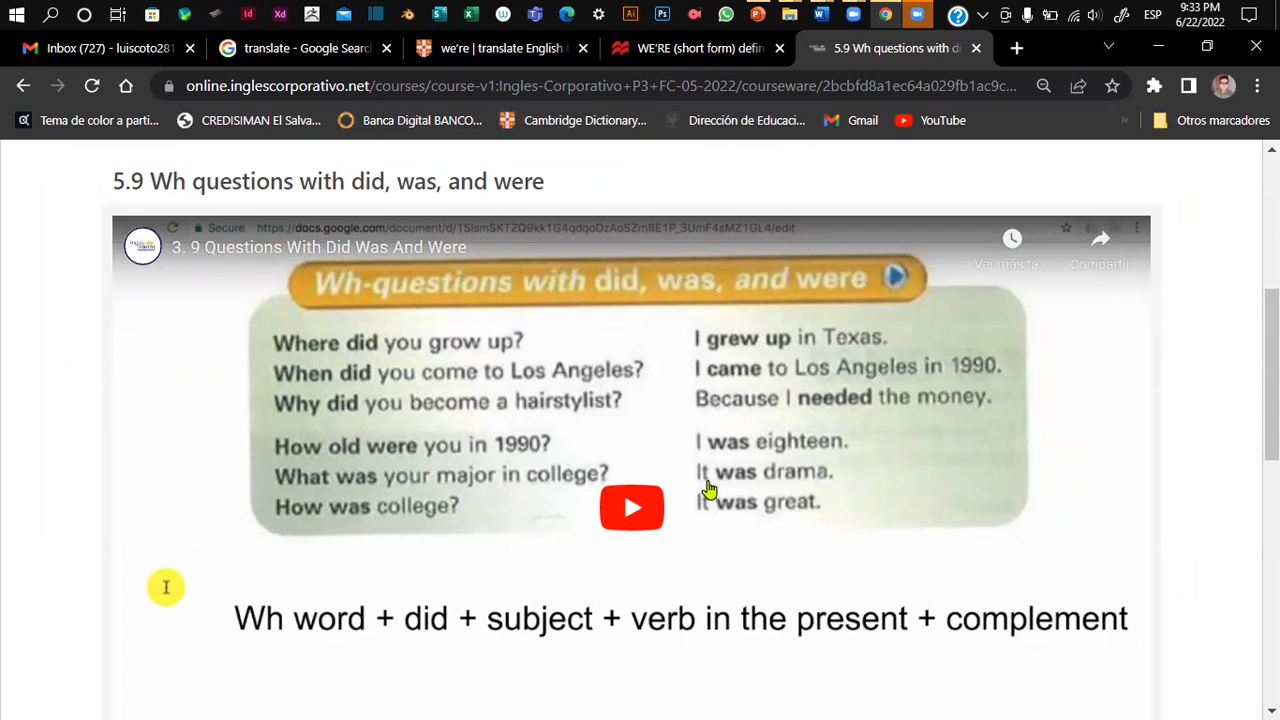 9:33 PM
ESP
6/22/2022
Inbox (727) - luiscoto281
translate - Google Searc
we're | translate English t
WE'RE (short form) defin
5.9 Wh questions with di
online.inglescorporativo.net/courses/course-v1:Ingles-Corporativo+P3+FC-05-2022/courseware/2bcbfd8a1ec64a029fb1ac9c...
Tema de color a parti...
CREDISIMAN El Salva...
Banca Digital BANCO...
Cambridge Dictionary...
Dirección de Educaci...
Gmail
YouTube
Otros marcadores
5.9 Wh questions with did, was, and were
Secure
3. 9 Questions With Did Was And Were
Ver más ta
Compartir
Wh-questions with did, was, and were
Where did you grow up?
I grew up in Texas.
When did you come to Los Angeles?
I came to Los Angeles in 1990.
Why did you become a hairstylist?
Because I needed the money.
How old were you in 1990?
I was eighteen.
What was your major in college?
It was drama.
How was college?
It was great.
Wh word + did + subject + verb in the present + complement